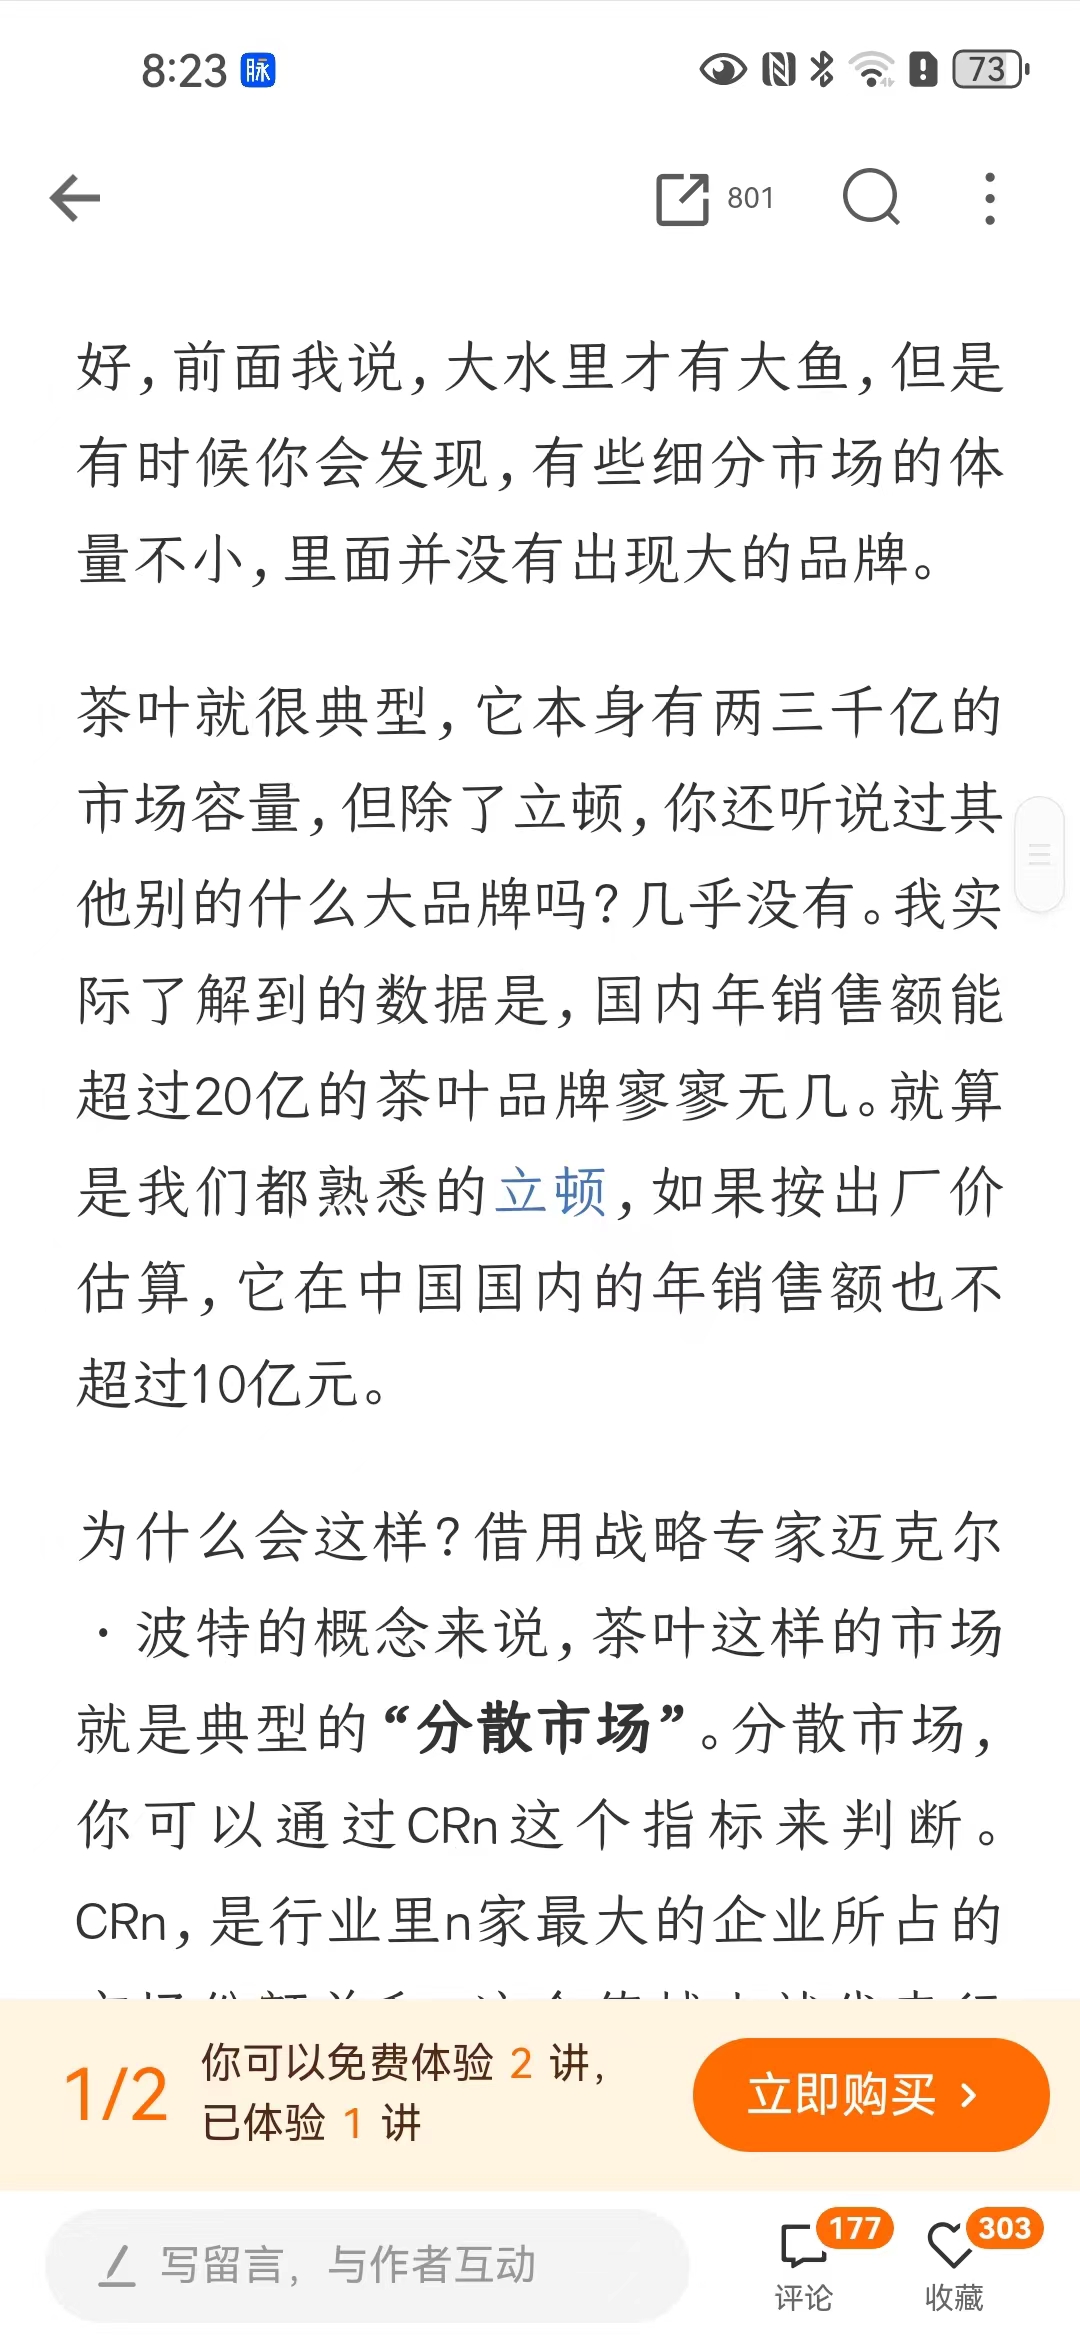 8:23 脉 73
801
好,前面我说,大水里才有大鱼,但是
有时候你会发现,有些细分市场的体
量不小,里面并没有出现大的品牌。
茶叶就很典型,它本身有两三千亿的
市场容量,但除了立顿,你还听说过其
他别的什么大品牌吗?几乎没有。我实
际了解到的数据是,国内年销售额能
超过20亿的茶叶品牌寥寥无几。就算
是我们都熟悉的立顿,如果按出厂价
估算,它在中国国内的年销售额也不
超过10亿元。
为什么会这样?借用战略专家迈克尔
·波特的概念来说,茶叶这样的市场
就是典型的“分散市场”。分散市场,
你可以通过CRn这个指标来判断。
CRn,是行业里n家最大的企业所占的
1/2
你可以免费体验 2 讲,
已体验 1 讲
立即购买 >
写留言,与作者互动
177
评论
303
收藏